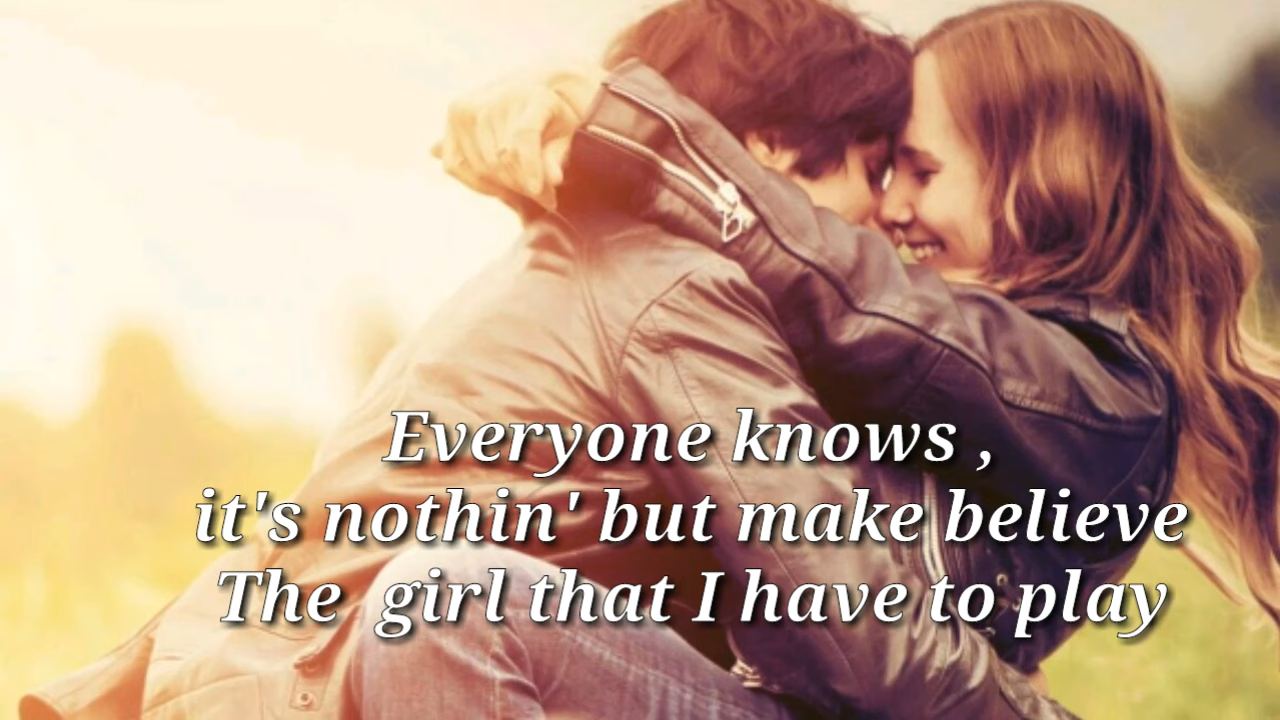 Everyone knows ,
it's nothin' but make believe
The  girl that I have to play